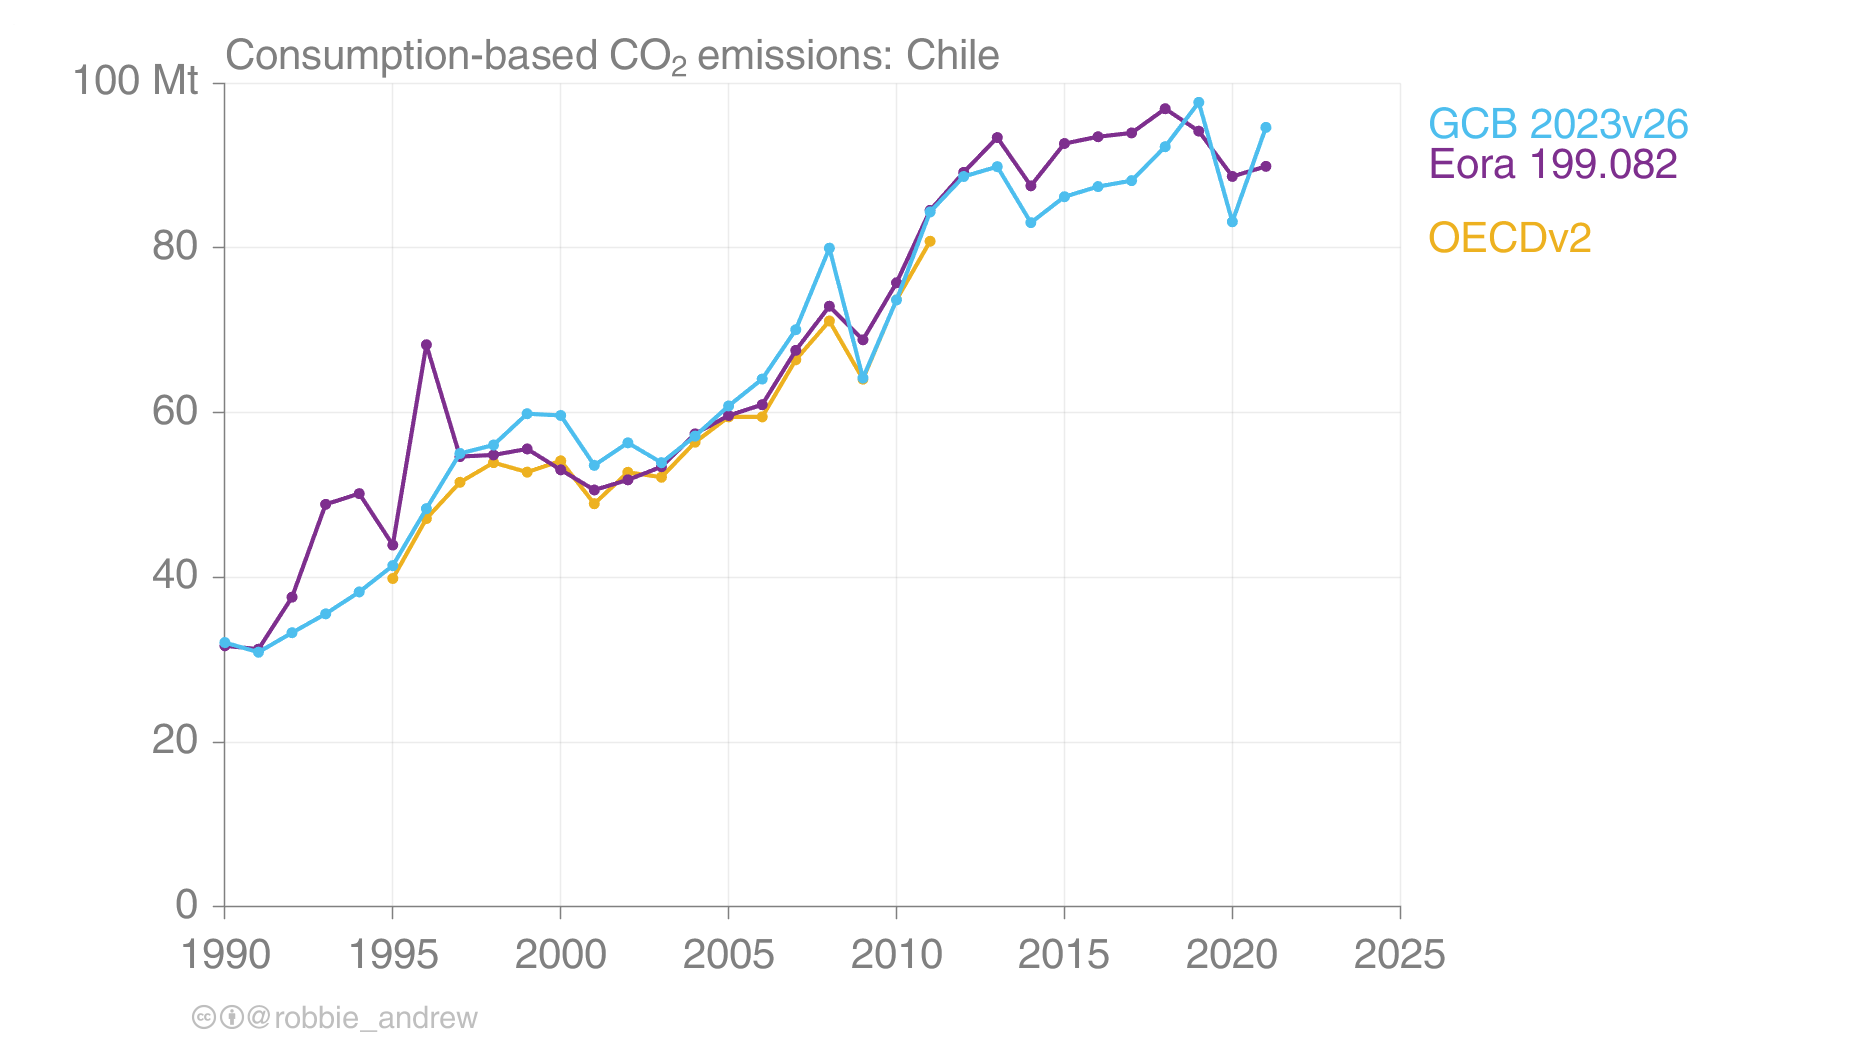 Consumption-based CO₂ emissions: Chile
100 Mt
80
60
40
20
0
1990 1995 2000 2005 2010 2015 2020 2025
GCB 2023v26
Eora 199.082
OECDv2
cc @robbie_andrew